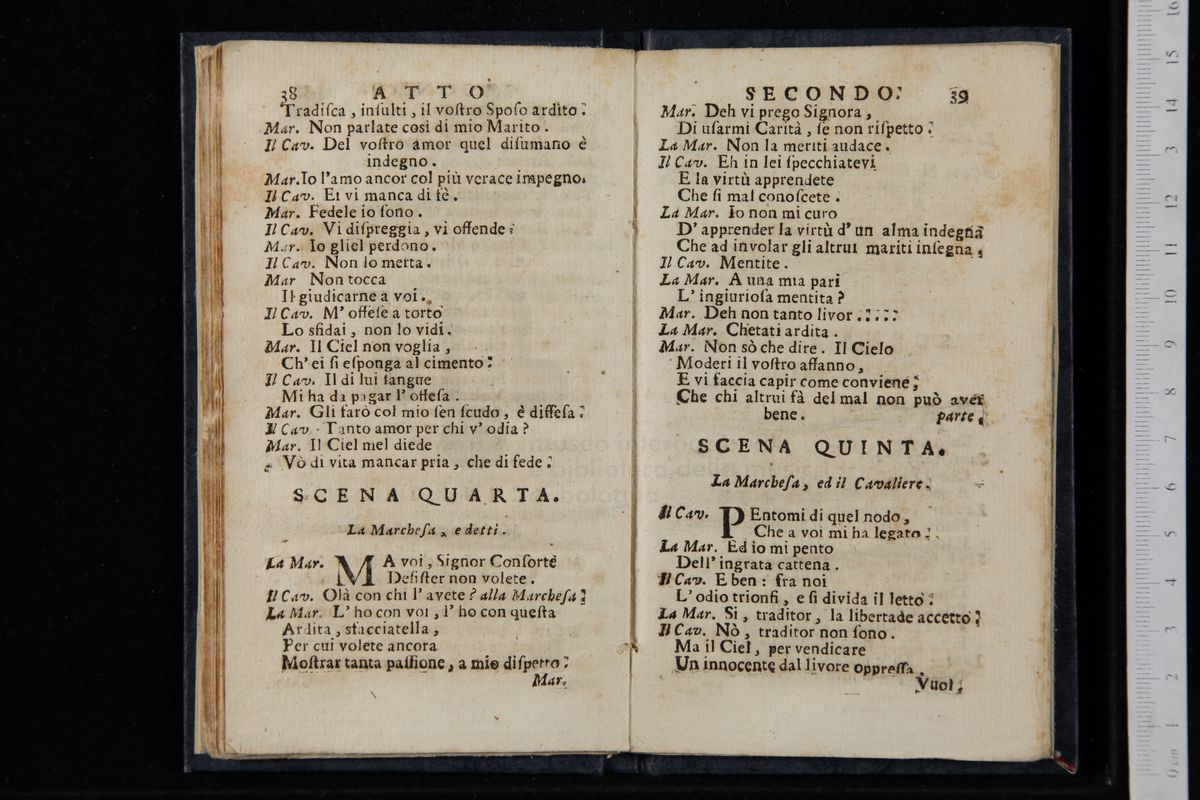 38 ATTO
Tradiſca, inſulti, il voſtro Spoſo ardito.
Mar. Non parlate così di mio Marito.
Il Cav. Del voſtro amor quel diſumano è
indegno.
Mar. Io l'amo ancor col più verace impegno.
Il Cav. Ei vi manca di fè.
Mar. Fedele io ſono.
Il Cav. Vi diſpreggia, vi offende.
Mar. Io gliel perdono.
Il Cav. Non lo merta.
Mar Non tocca
Il giudicarne a voi.
Il Cav. M' offeſe a torto
Lo sfidai, non lo vidi.
Mar. Il Ciel non voglia,
Ch' ei ſi eſponga al cimento.
Il Cav. Il di lui ſangue
Mi ha da pagar l' offeſa.
Mar. Gli farò col mio ſen ſcudo, è diffeſa.
Il Cav. Tanto amor per chi v' odia?
Mar. Il Ciel mel diede
Vò di vita mancar pria, che di fede.
SCENA QUARTA.
La Marcheſa, e detti.
La Mar. MA voi, Signor Conſorte
Deſiſter non volete.
Il Cav. Olà con chi l' avete? alla Marcheſa.
La Mar. L' ho con voi, l' ho con queſta
Ardita, sfacciatella,
Per cui volete ancora
Moſtrar tanta paſſione, a mio diſpetto.
Mar.
SECONDO. 39
Mar. Deh vi prego Signora,
Di uſarmi Carità, ſe non riſpetto.
La Mar. Non la meriti audace.
Il Cav. Eh in lei ſpecchiatevi
E la virtù apprendete
Che ſi mal conoſcete.
La Mar. Io non mi curo
D' apprender la virtù d' un alma indegna
Che ad involar gli altrui mariti inſegna.
Il Cav. Mentite.
La Mar. A una mia pari
L' ingiurioſa mentita?
Mar. Deh non tanto livor.....
La Mar. Chetati ardita.
Mar. Non sò che dire. Il Cielo
Moderi il voſtro affanno,
E vi faccia capir come conviene,
Che chi altrui fà del mal non può aver
bene. parte.
SCENA QUINTA.
La Marcheſa, ed il Cavaliere.
Il Cav. PEntomi di quel nodo,
Che a voi mi ha legato.
La Mar. Ed io mi pento
Dell' ingrata cattena.
Il Cav. E ben: fra noi
L' odio trionfi, e ſi divida il letto.
La Mar. Si, traditor, la libertade accetto.
Il Cav. Nò, traditor non ſono.
Ma il Ciel, per vendicare
Un innocente dal livore oppreſſa,
Vuol,